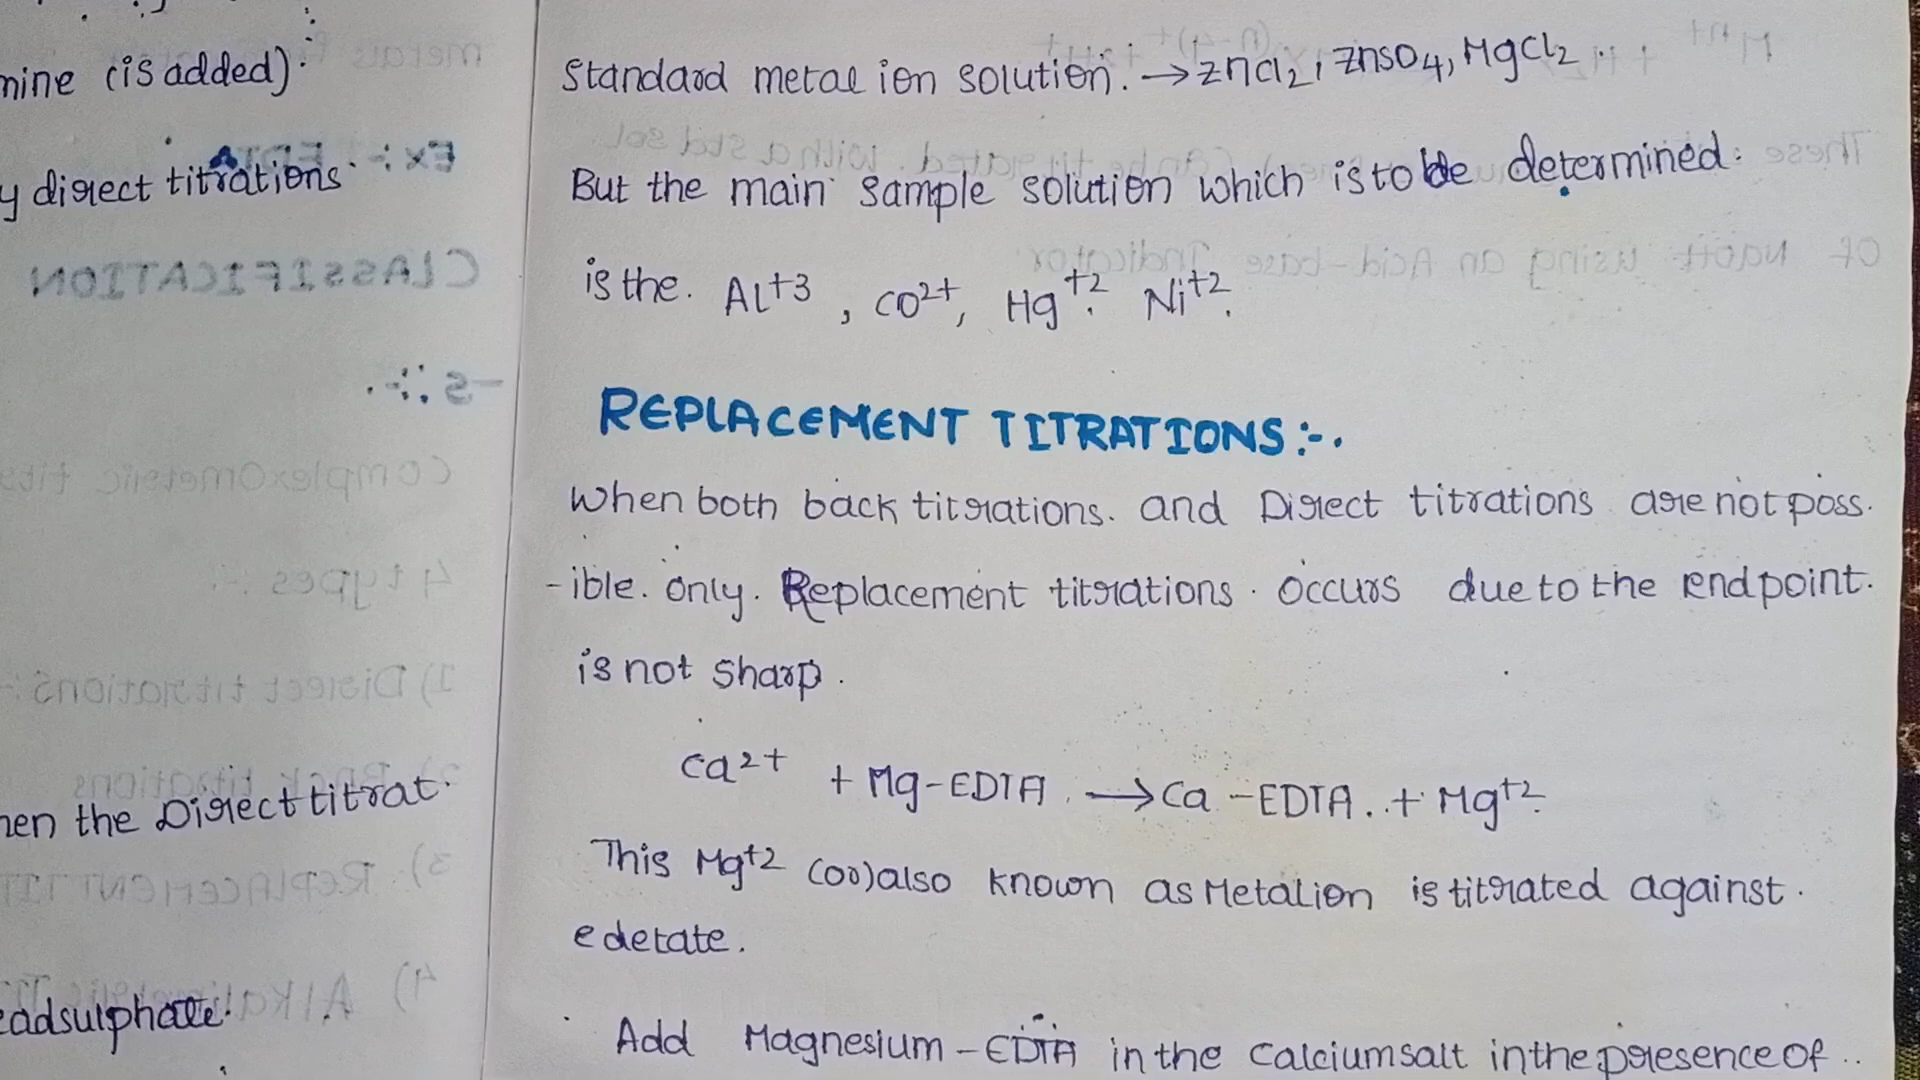 mine (is added)
y direct titrations
hen the Direct titrat
eadsulphate
Standard metal ion solution. → ZnCl2, ZnSO4, MgCl2
But the main sample solution which is to be determined
is the. Al+3, Co2+, Hg+2. Ni+2.
REPLACEMENT TITRATIONS:-.
When both back titrations. and Direct titrations are not poss.
-ible. only. Replacement titrations. occurs due to the end point.
is not sharp.
Ca2+ + Mg-EDTA. → Ca-EDTA. + Mg+2.
This Mg+2 (or) also known as Metal ion is titrated against.
edetate.
Add Magnesium-EDTA in the calcium salt in the presence of ..